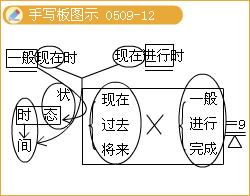 手写板图示 0509-12
一般现在时 现在进行时
状
时 态
间
现在 一般
过去 × 进行 =9
将来 完成